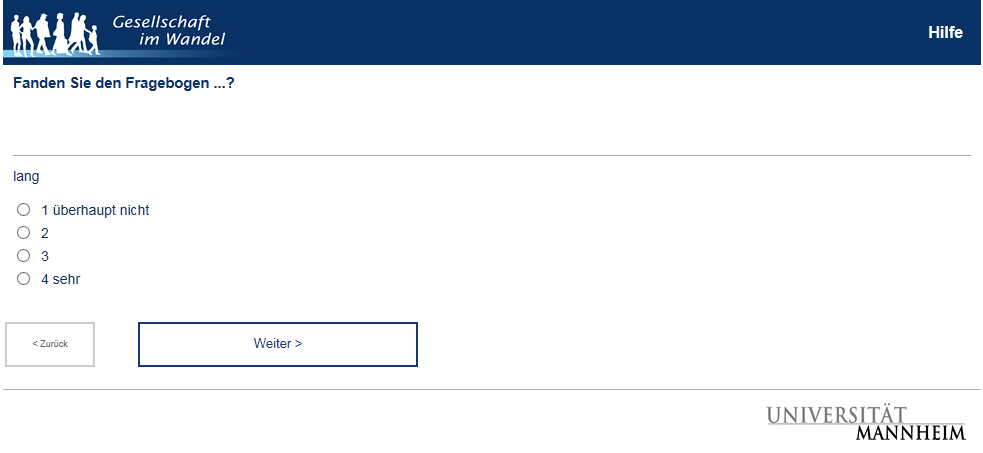 Gesellschaft
im Wandel
Hilfe
Fanden Sie den Fragebogen ...?
lang
1 überhaupt nicht
2
3
4 sehr
< Zurück
Weiter >
UNIVERSITÄT
MANNHEIM